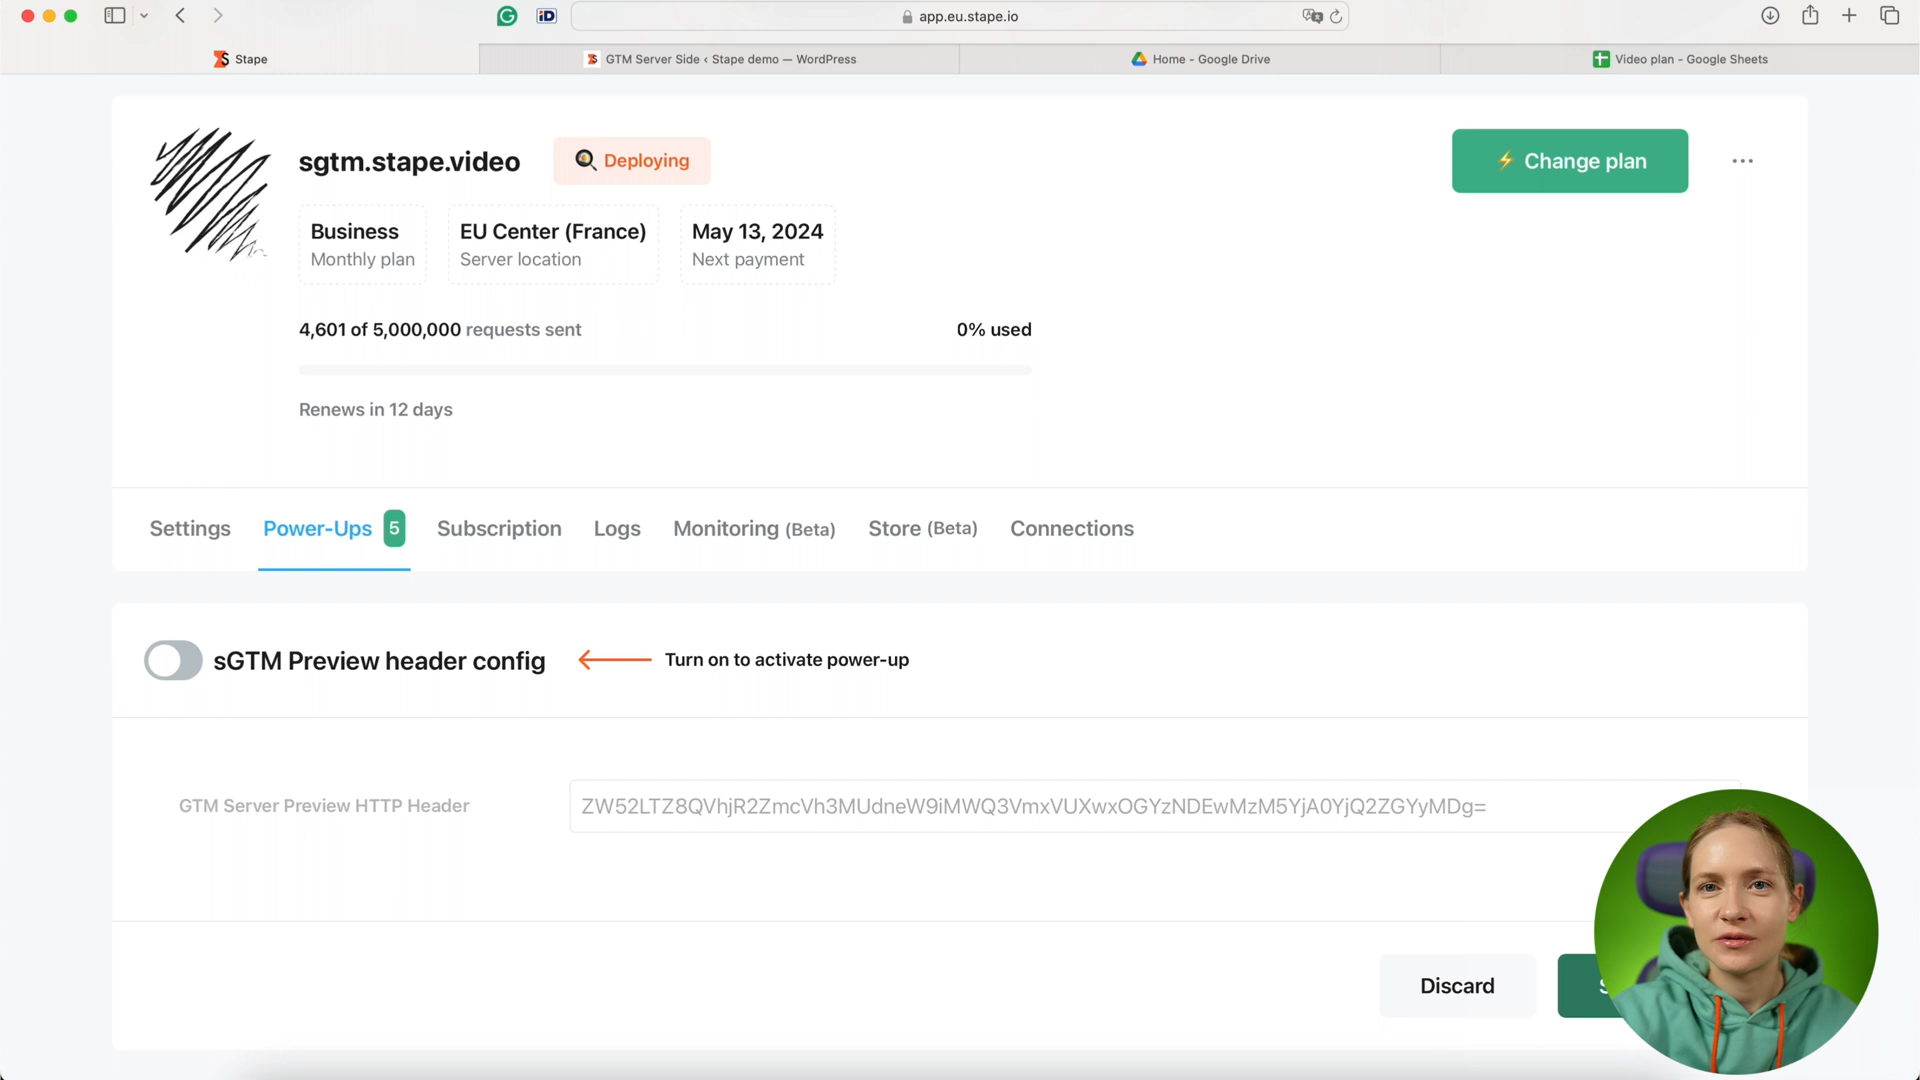 app.eu.stape.io
Stape
GTM Server Side ‹ Stape demo — WordPress
Home - Google Drive
Video plan - Google Sheets
sgtm.stape.video
Deploying
Change plan
Business
Monthly plan
EU Center (France)
Server location
May 13, 2024
Next payment
4,601 of 5,000,000 requests sent
0% used
Renews in 12 days
Settings
Power-Ups 5
Subscription
Logs
Monitoring (Beta)
Store (Beta)
Connections
sGTM Preview header config
Turn on to activate power-up
GTM Server Preview HTTP Header
ZW52LTZ8QVhjR2ZmcVh3MUdneW9iMWQ3VmxVUXwxOGYzNDEwMzM5YjA0YjQ2ZGYyMDg=
Discard